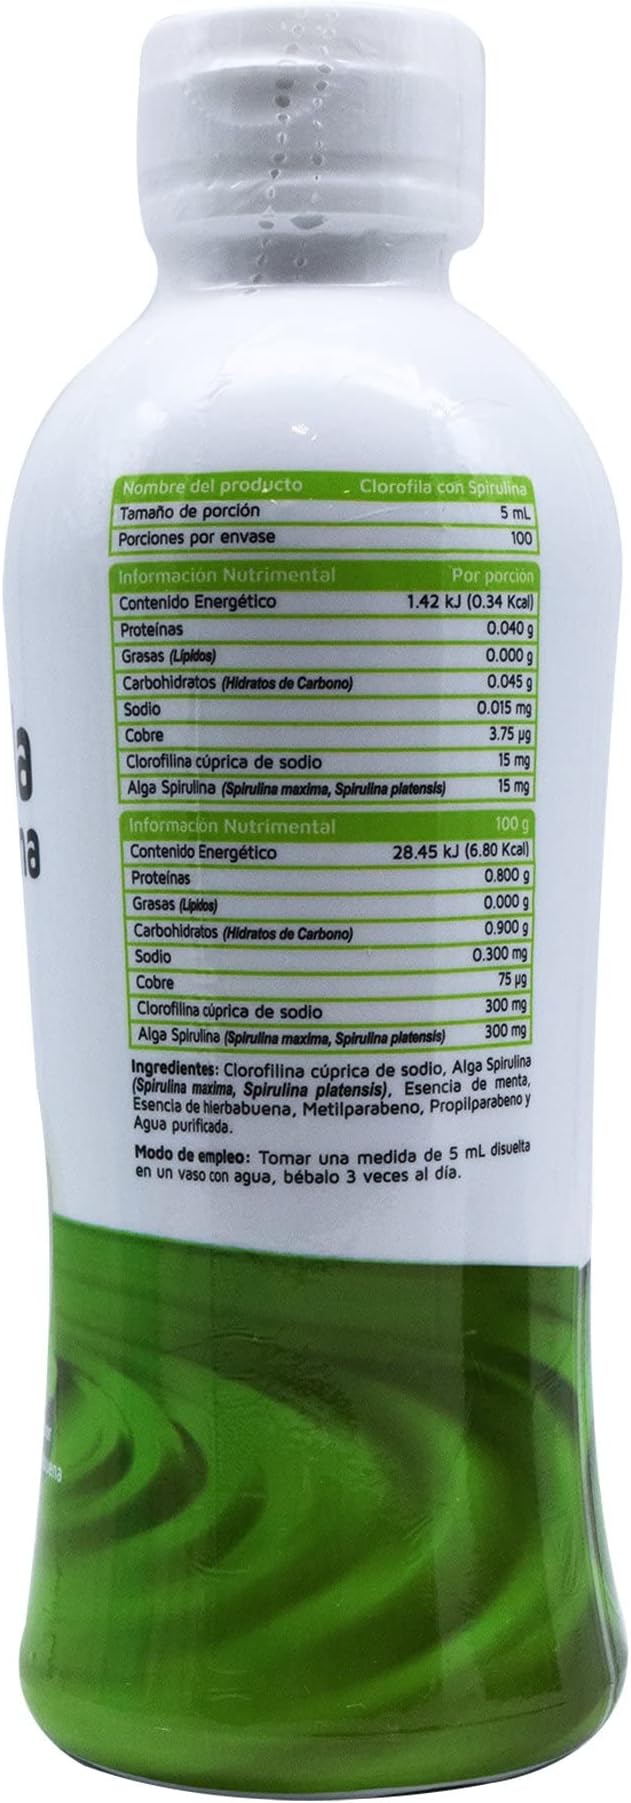 Nombre del producto Clorofila con Spirulina
Tamaño de porción 5 mL
Porciones por envase 100
Información Nutrimental Por porción
Contenido Energético 1.42 kJ (0.34 Kcal)
Proteínas 0.040 g
Grasas (Lípidos) 0.000 g
Carbohidratos (Hidratos de Carbono) 0.045 g
Sodio 0.015 mg
Cobre 3.75 µg
Clorofilina cúprica de sodio 15 mg
Alga Spirulina (Spirulina maxima, Spirulina platensis) 15 mg
Información Nutrimental 100 g
Contenido Energético 28.45 kJ (6.80 Kcal)
Proteínas 0.800 g
Grasas (Lípidos) 0.000 g
Carbohidratos (Hidratos de Carbono) 0.900 g
Sodio 0.300 mg
Cobre 75 µg
Clorofilina cúprica de sodio 300 mg
Alga Spirulina (Spirulina maxima, Spirulina platensis) 300 mg
Ingredientes: Clorofilina cúprica de sodio, Alga Spirulina
(Spirulina maxima, Spirulina platensis), Esencia de menta,
Esencia de hierbabuena, Metilparabeno, Propilparabeno y
Agua purificada.
Modo de empleo: Tomar una medida de 5 mL disuelta
en un vaso con agua, bébalo 3 veces al día.